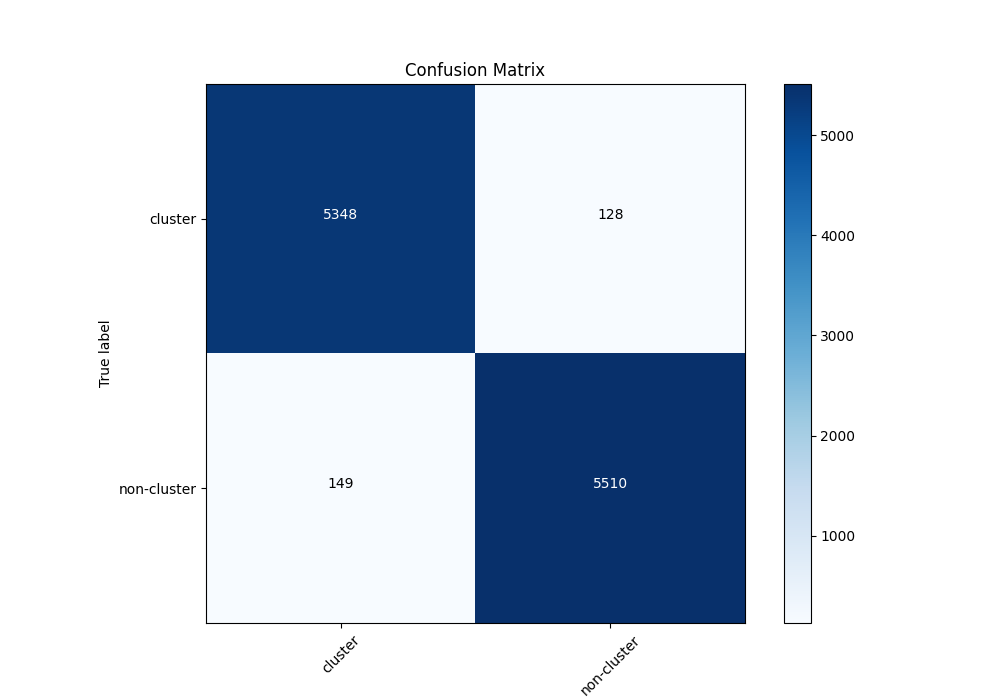 Confusion Matrix
True label
cluster
5348
128
non-cluster
149
5510
cluster
non-cluster
5000
4000
3000
2000
1000